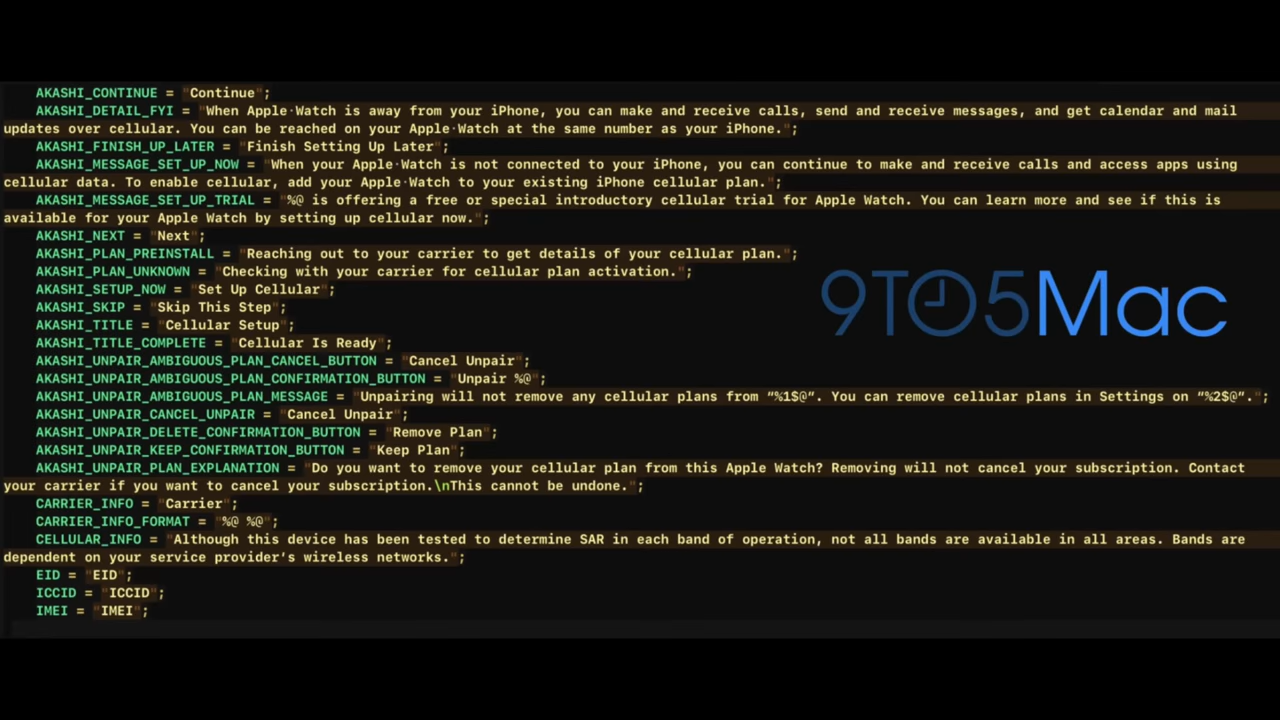 AKASHI_CONTINUE = "Continue";
AKASHI_DETAIL_FYI = "When Apple·Watch is away from your iPhone, you can make and receive calls, send and receive messages, and get calendar and mail
updates over cellular. You can be reached on your Apple·Watch at the same number as your iPhone.";
AKASHI_FINISH_UP_LATER = "Finish Setting Up Later";
AKASHI_MESSAGE_SET_UP_NOW = "When your Apple·Watch is not connected to your iPhone, you can continue to make and receive calls and access apps using
cellular data. To enable cellular, add your Apple·Watch to your existing iPhone cellular plan.";
AKASHI_MESSAGE_SET_UP_TRIAL = "%@ is offering a free or special introductory cellular trial for Apple Watch. You can learn more and see if this is
available for your Apple Watch by setting up cellular now.";
AKASHI_NEXT = "Next";
AKASHI_PLAN_PREINSTALL = "Reaching out to your carrier to get details of your cellular plan.";
AKASHI_PLAN_UNKNOWN = "Checking with your carrier for cellular plan activation.";
AKASHI_SETUP_NOW = "Set Up Cellular";
AKASHI_SKIP = "Skip This Step";
AKASHI_TITLE = "Cellular Setup";
AKASHI_TITLE_COMPLETE = "Cellular Is Ready";
AKASHI_UNPAIR_AMBIGUOUS_PLAN_CANCEL_BUTTON = "Cancel Unpair";
AKASHI_UNPAIR_AMBIGUOUS_PLAN_CONFIRMATION_BUTTON = "Unpair %@";
AKASHI_UNPAIR_AMBIGUOUS_PLAN_MESSAGE = "Unpairing will not remove any cellular plans from “%1$@“. You can remove cellular plans in Settings on “%2$@“.";
AKASHI_UNPAIR_CANCEL_UNPAIR = "Cancel Unpair";
AKASHI_UNPAIR_DELETE_CONFIRMATION_BUTTON = "Remove Plan";
AKASHI_UNPAIR_KEEP_CONFIRMATION_BUTTON = "Keep Plan";
AKASHI_UNPAIR_PLAN_EXPLANATION = "Do you want to remove your cellular plan from this Apple Watch? Removing will not cancel your subscription. Contact
your carrier if you want to cancel your subscription.\nThis cannot be undone.";
CARRIER_INFO = "Carrier";
CARRIER_INFO_FORMAT = "%@ %@";
CELLULAR_INFO = "Although this device has been tested to determine SAR in each band of operation, not all bands are available in all areas. Bands are
dependent on your service provider’s wireless networks.";
EID = "EID";
ICCID = "ICCID";
IMEI = "IMEI";
9TO5Mac